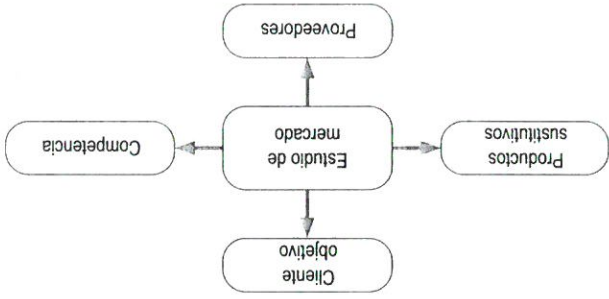 Proveedores
Productos
sustitutivos
Estudio de
mercado
Competencia
Cliente
objetivo